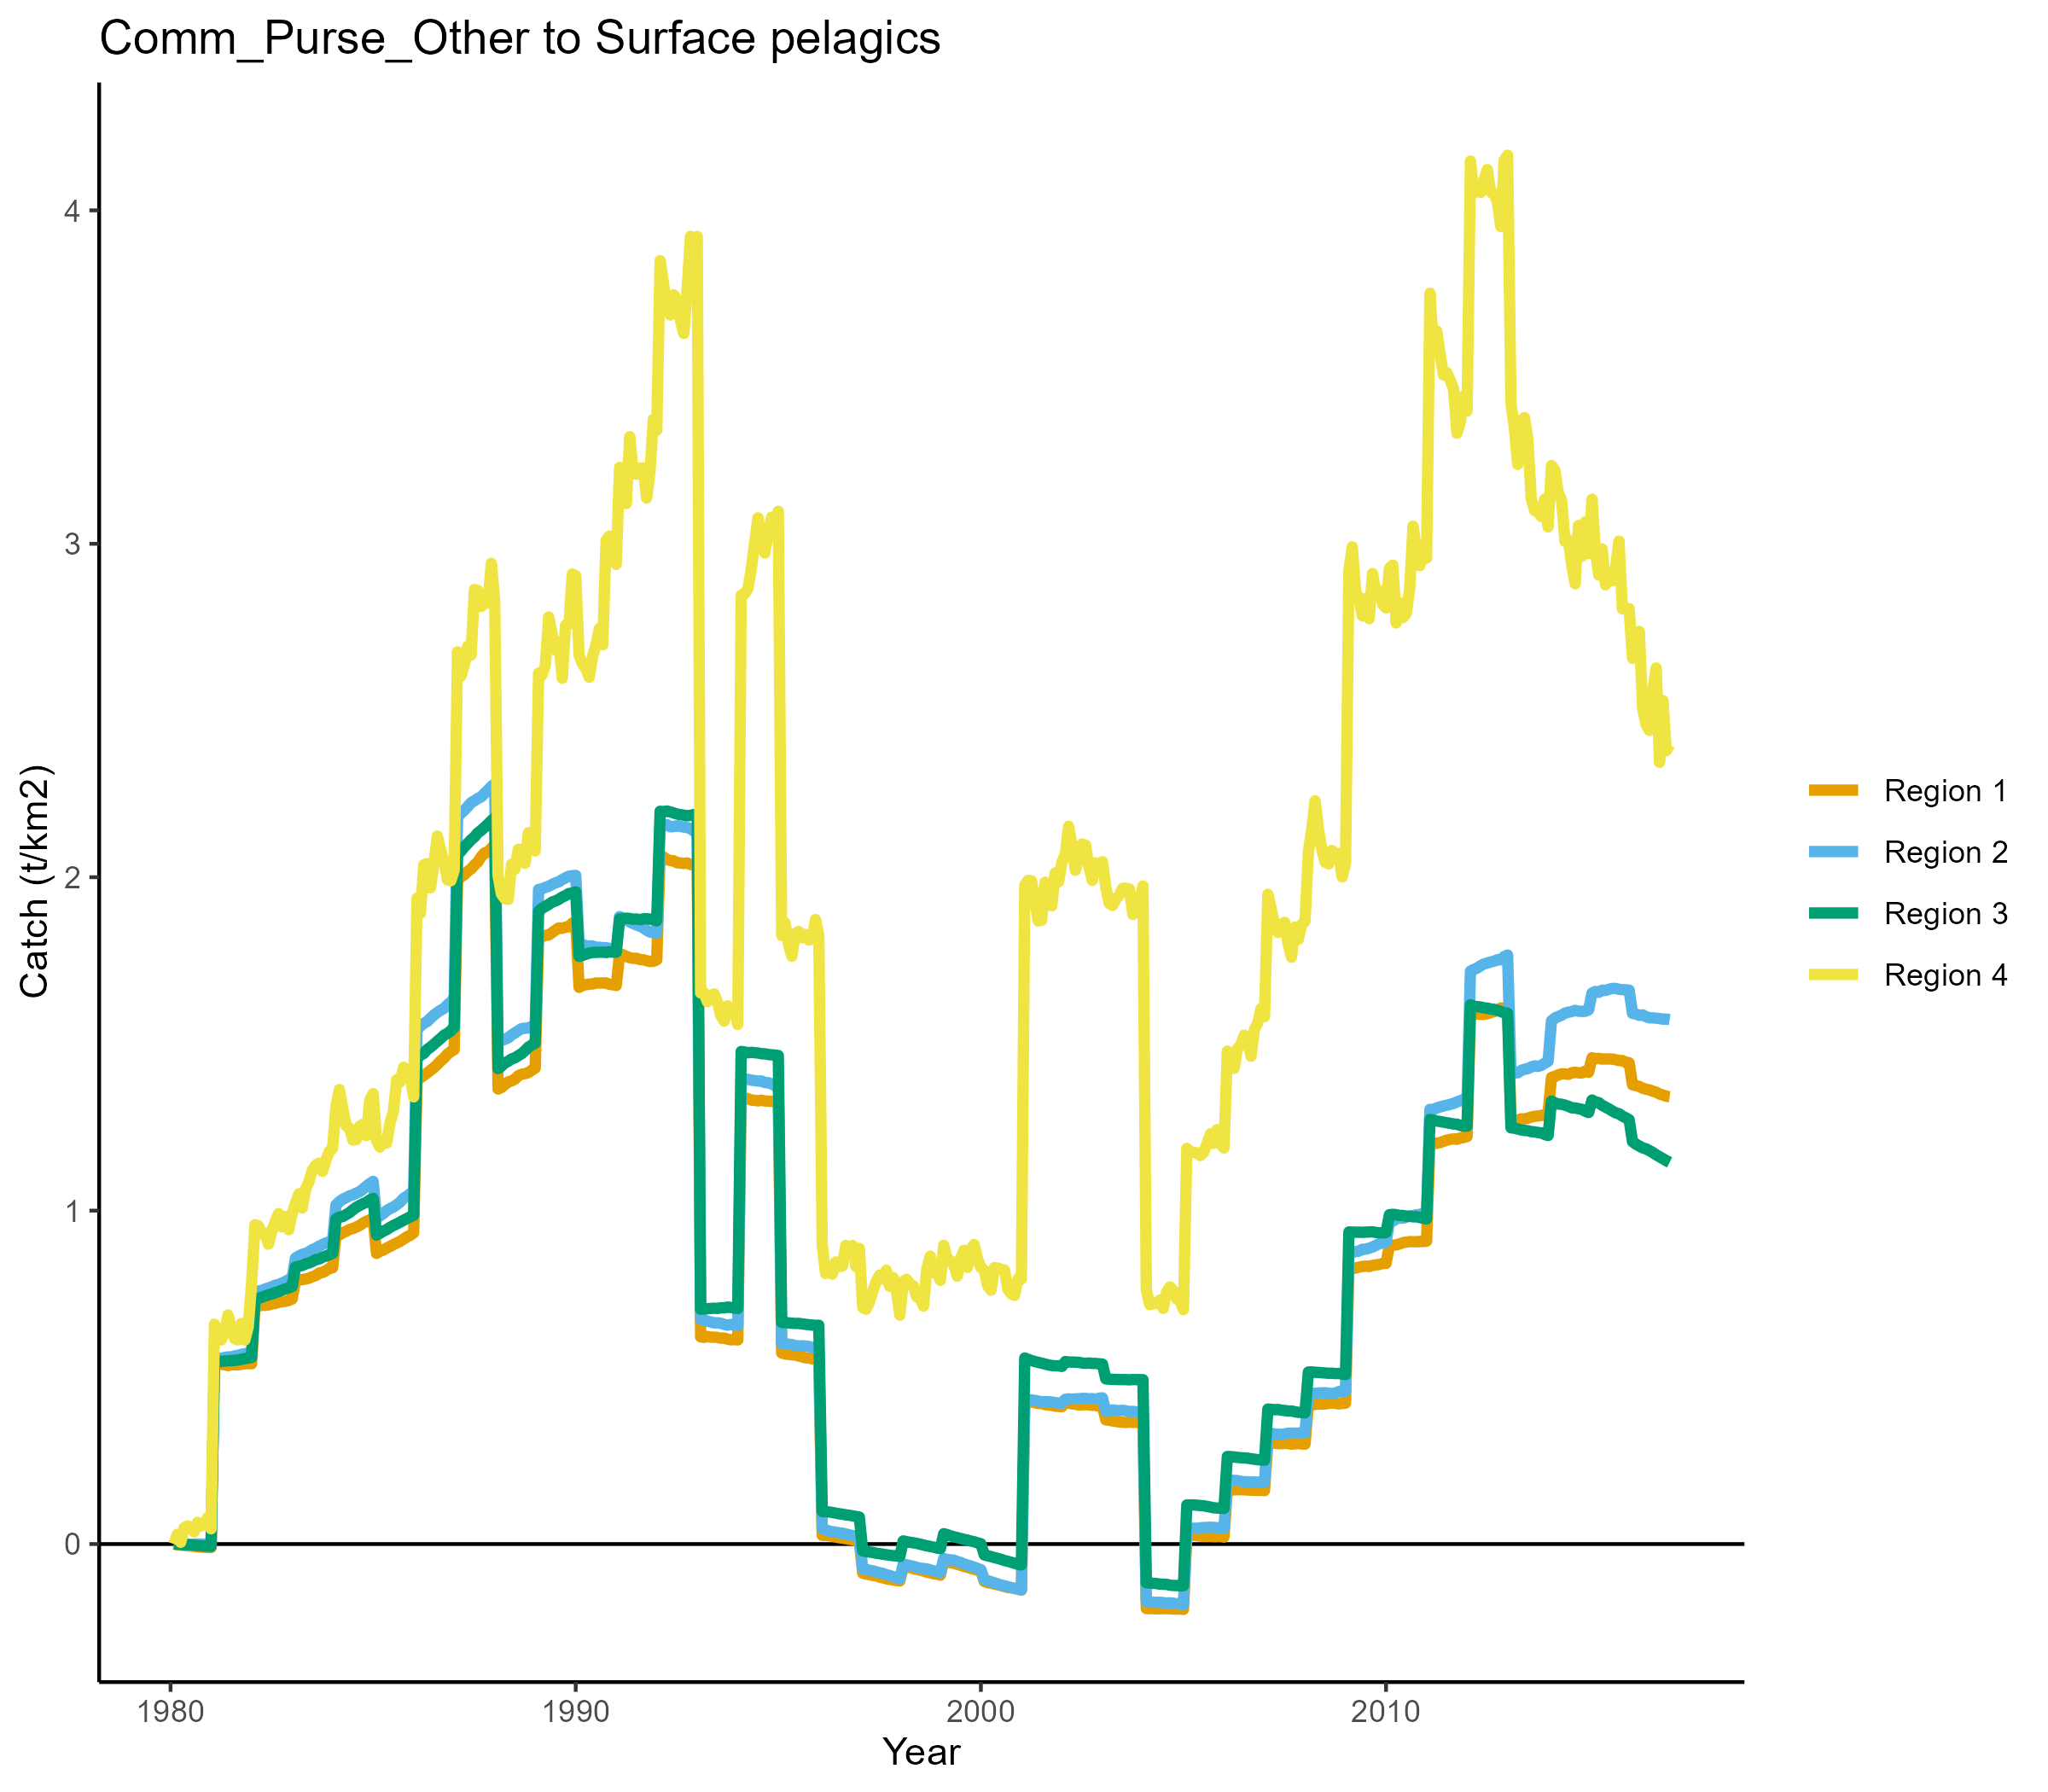 Comm_Purse_Other to Surface pelagics
4
3
2
1
0
Catch (t/km2)
1980
1990
2000
2010
Year
Region 1
Region 2
Region 3
Region 4